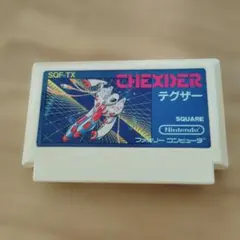 SQF-TX
THEXDER
テグザー
SQUARE
Nintendo
ファミリー コンピュータ